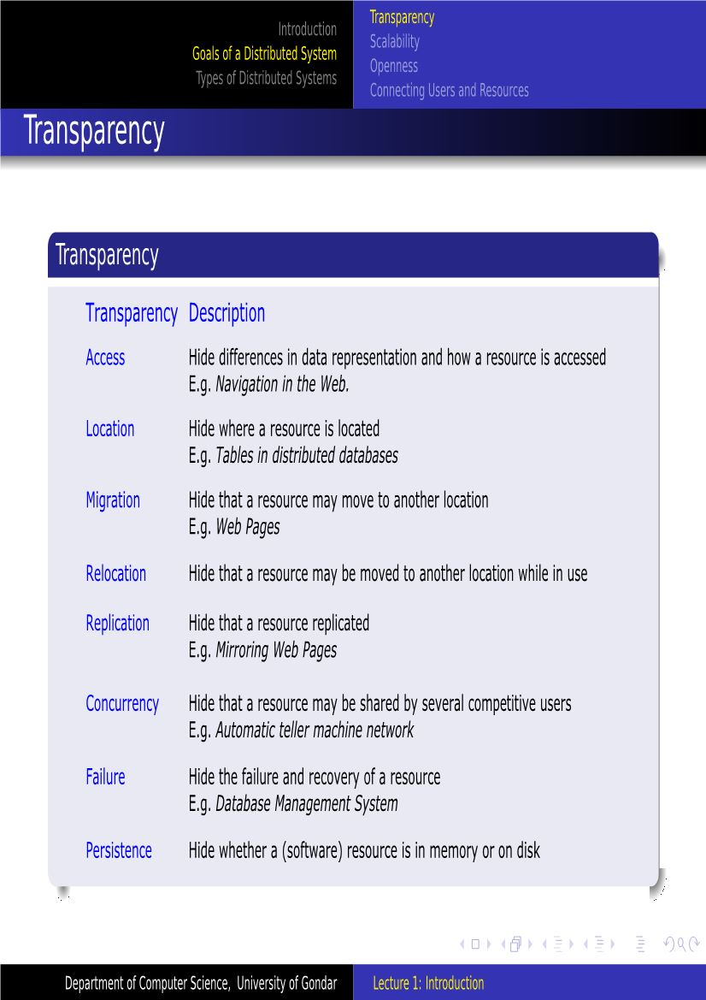 Introduction
Goals of a Distributed System
Types of Distributed Systems
Transparency
Scalability
Openness
Connecting Users and Resources
Transparency
Transparency
Transparency Description
Access Hide differences in data representation and how a resource is accessed
E.g. Navigation in the Web.
Location Hide where a resource is located
E.g. Tables in distributed databases
Migration Hide that a resource may move to another location
E.g. Web Pages
Relocation Hide that a resource may be moved to another location while in use
Replication Hide that a resource replicated
E.g. Mirroring Web Pages
Concurrency Hide that a resource may be shared by several competitive users
E.g. Automatic teller machine network
Failure Hide the failure and recovery of a resource
E.g. Database Management System
Persistence Hide whether a (software) resource is in memory or on disk
Department of Computer Science, University of Gondar Lecture 1: Introduction